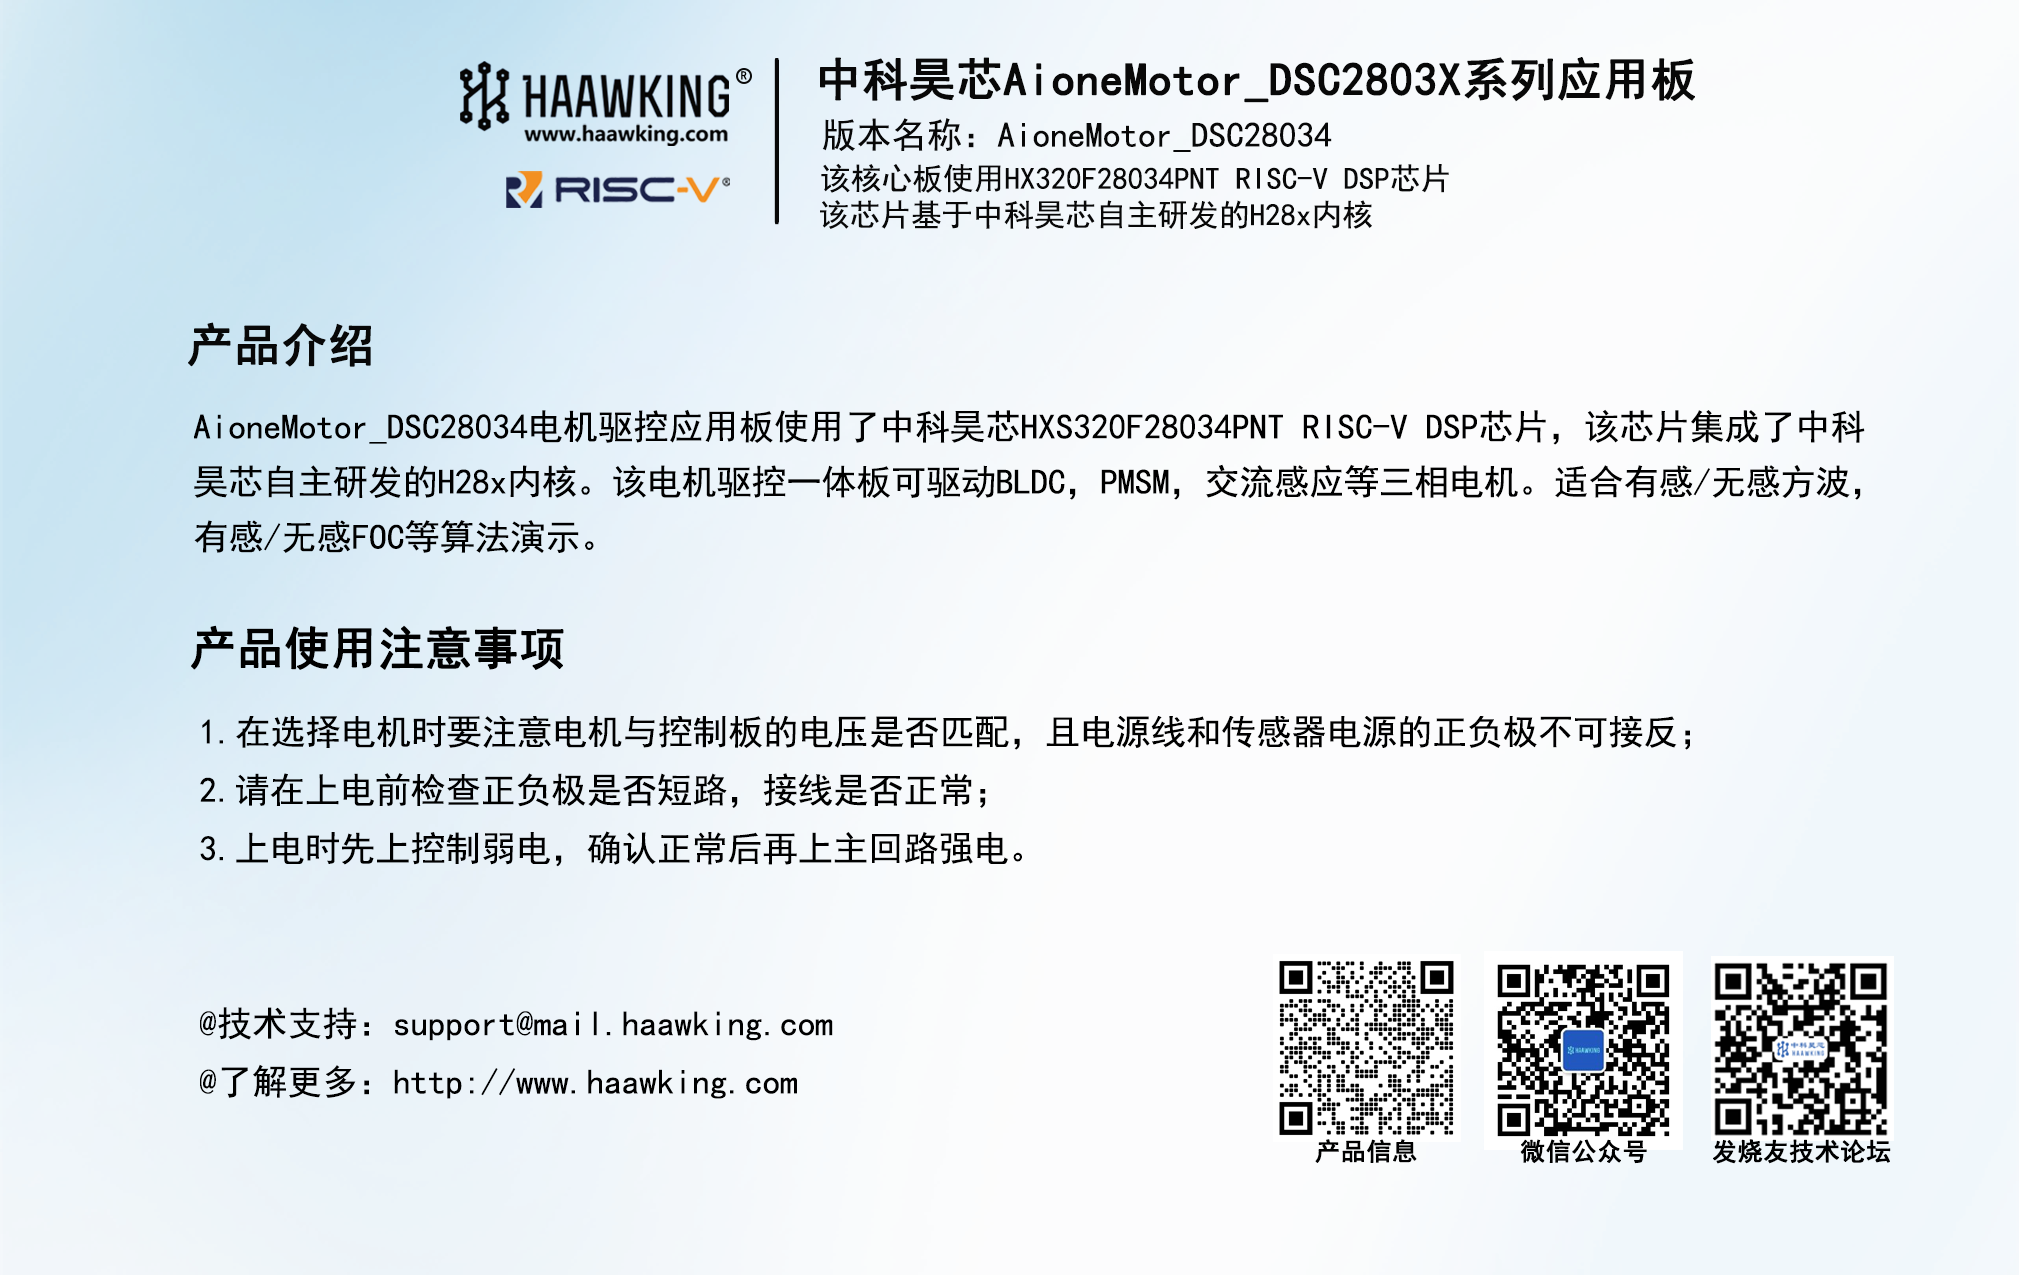 HAAWKING®
www.haawking.com
RISC-V®
中科昊芯AioneMotor_DSC2803X系列应用板
版本名称：AioneMotor_DSC28034
该核心板使用HX320F28034PNT RISC-V DSP芯片
该芯片基于中科昊芯自主研发的H28x内核
产品介绍
AioneMotor_DSC28034电机驱控应用板使用了中科昊芯HXS320F28034PNT RISC-V DSP芯片，该芯片集成了中科
昊芯自主研发的H28x内核。该电机驱控一体板可驱动BLDC，PMSM，交流感应等三相电机。适合有感/无感方波，
有感/无感FOC等算法演示。
产品使用注意事项
1.在选择电机时要注意电机与控制板的电压是否匹配，且电源线和传感器电源的正负极不可接反；
2.请在上电前检查正负极是否短路，接线是否正常；
3.上电时先上控制弱电，确认正常后再上主回路强电。
@技术支持：support@mail.haawking.com
@了解更多：http://www.haawking.com
HAAWKING
中科昊芯
HAAWKING
产品信息
微信公众号
发烧友技术论坛